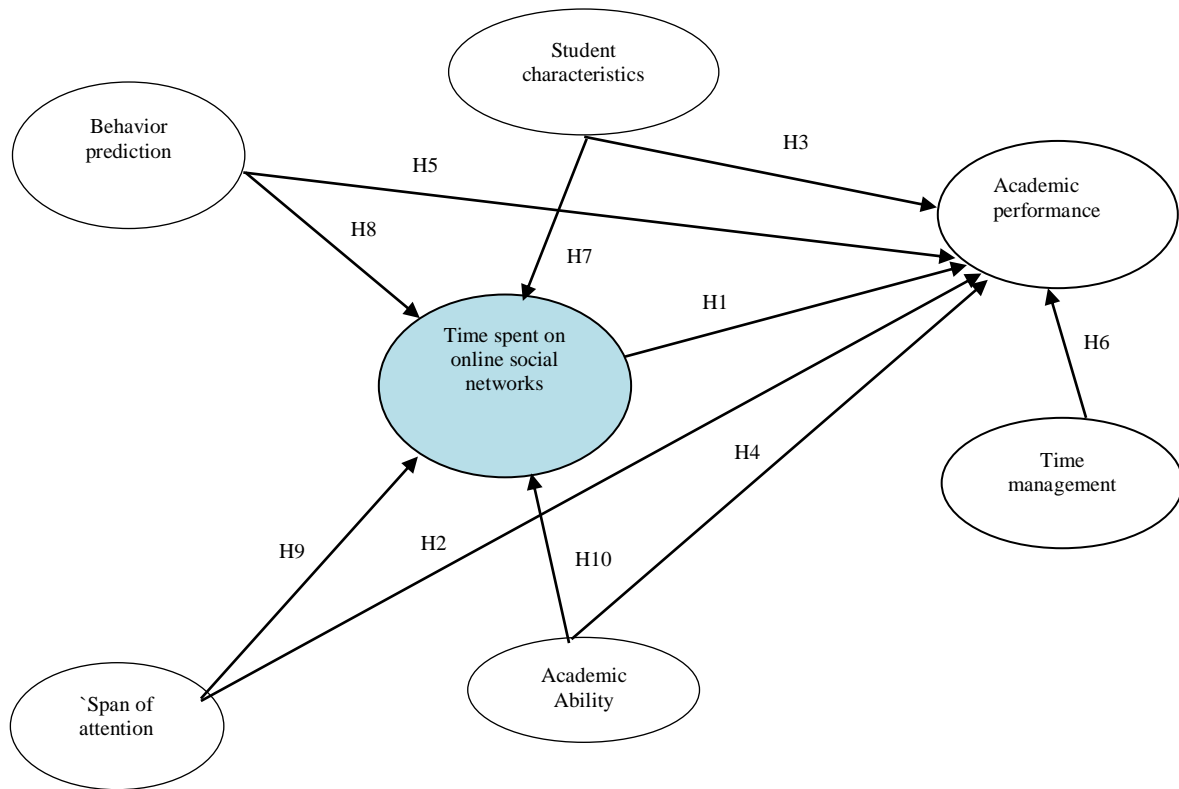 Student
characteristics
Behavior
prediction
H3
H5
Academic
performance
H8
H7
H1
Time spent on
online social
networks
H6
H4
Time
management
H9
H2
H10
`Span of
attention
Academic
Ability